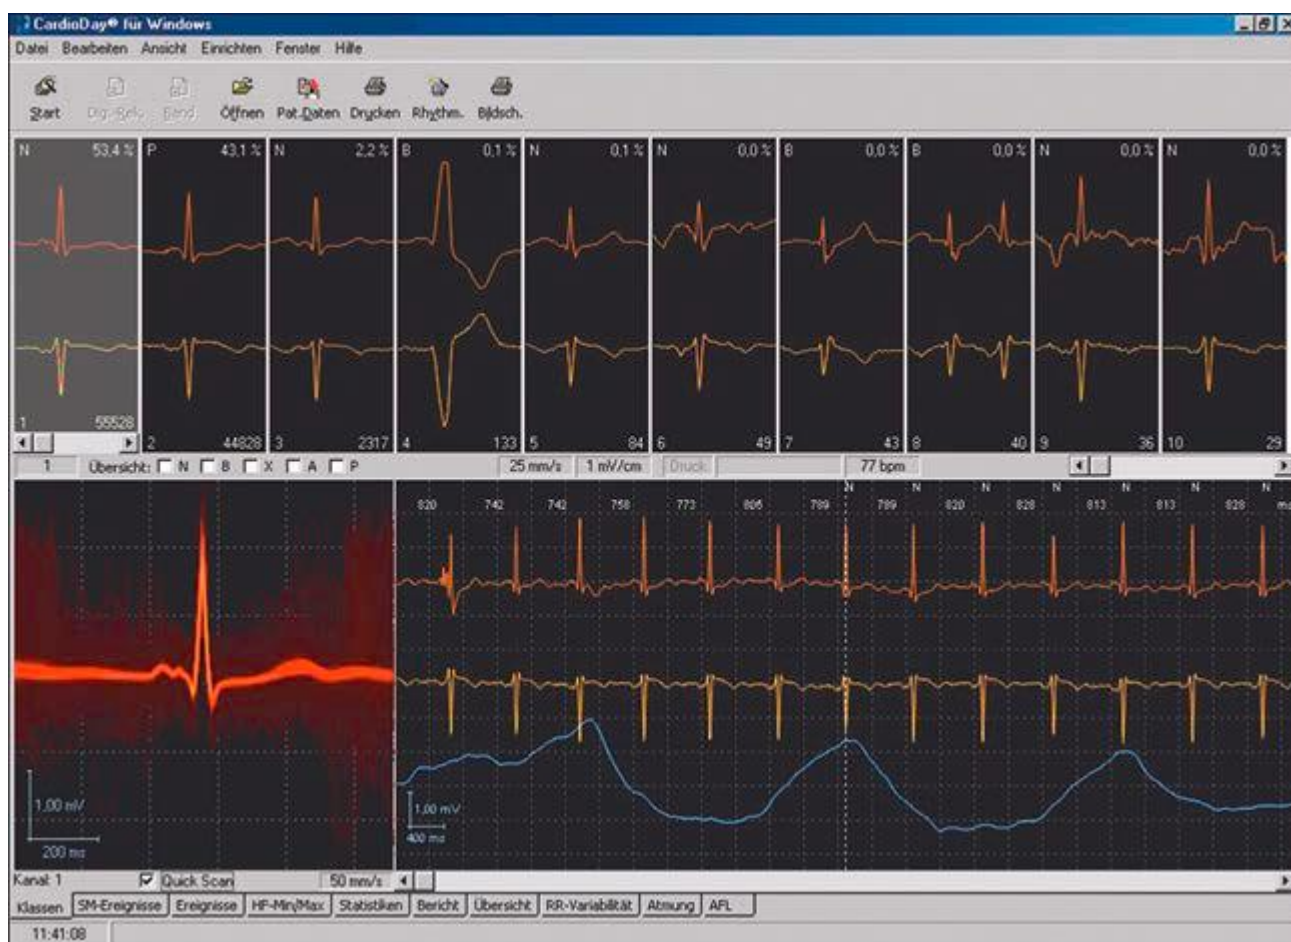 CardioDay® für Windows
Datei Bearbeiten Ansicht Einrichten Fenster Hilfe
Start Öffnen Pat.Daten Drucken Rhythm. Bildsch.
N 53,4 % P 43,1 % N 2,2 % B 0,1 % N 0,1 % N 0,0 % B 0,0 % B 0,0 % N 0,0 % N 0,0 %
1 55528 2 44828 3 2317 4 133 5 84 6 49 7 43 8 40 9 36 10 29
1 Übersicht: N B X A P 25 mm/s 1 mV/cm Druck 77 bpm
N N N N N N N
820 742 742 758 773 805 789 789 820 828 813 813 828 ms
1,00 mV
200 ms
1,00 mV
400 ms
Kanal: 1 Quick Scan 50 mm/s
Klassen SM-Ereignisse Ereignisse HF-Min/Max Statistiken Bericht Übersicht RR-Variabilität Atmung AFL
11:41:08